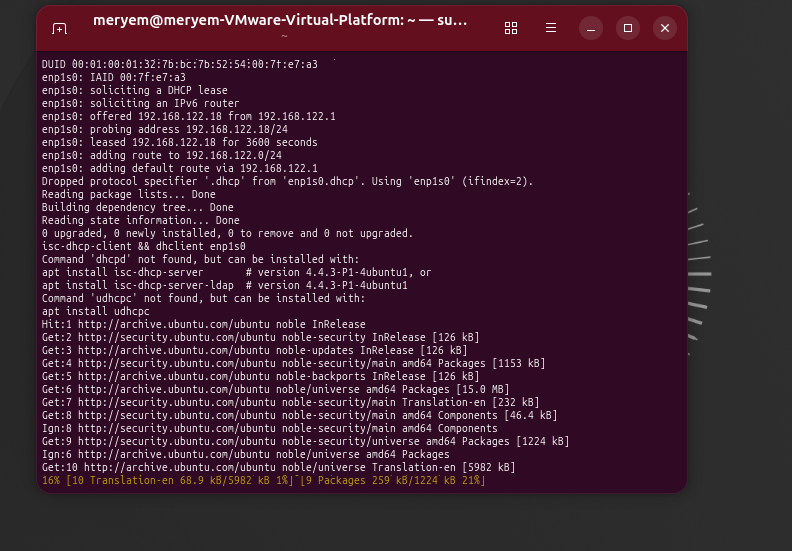 meryem@meryem-VMware-Virtual-Platform: ~ — su...
~
DUID 00:01:00:01:32:7b:bc:7b:52:54:00:7f:e7:a3
enp1s0: IAID 00:7f:e7:a3
enp1s0: soliciting a DHCP lease
enp1s0: soliciting an IPv6 router
enp1s0: offered 192.168.122.18 from 192.168.122.1
enp1s0: probing address 192.168.122.18/24
enp1s0: leased 192.168.122.18 for 3600 seconds
enp1s0: adding route to 192.168.122.0/24
enp1s0: adding default route via 192.168.122.1
Dropped protocol specifier '.dhcp' from 'enp1s0.dhcp'. Using 'enp1s0' (ifindex=2).
Reading package lists... Done
Building dependency tree... Done
Reading state information... Done
0 upgraded, 0 newly installed, 0 to remove and 0 not upgraded.
isc-dhcp-client && dhclient enp1s0
Command 'dhcpd' not found, but can be installed with:
apt install isc-dhcp-server       # version 4.4.3-P1-4ubuntu1, or
apt install isc-dhcp-server-ldap  # version 4.4.3-P1-4ubuntu1
Command 'udhcpc' not found, but can be installed with:
apt install udhcpc
Hit:1 http://archive.ubuntu.com/ubuntu noble InRelease
Get:2 http://security.ubuntu.com/ubuntu noble-security InRelease [126 kB]
Get:3 http://archive.ubuntu.com/ubuntu noble-updates InRelease [126 kB]
Get:4 http://security.ubuntu.com/ubuntu noble-security/main amd64 Packages [1153 kB]
Get:5 http://archive.ubuntu.com/ubuntu noble-backports InRelease [126 kB]
Get:6 http://archive.ubuntu.com/ubuntu noble/universe amd64 Packages [15.0 MB]
Get:7 http://security.ubuntu.com/ubuntu noble-security/main Translation-en [232 kB]
Get:8 http://security.ubuntu.com/ubuntu noble-security/main amd64 Components [46.4 kB]
Ign:8 http://security.ubuntu.com/ubuntu noble-security/main amd64 Components
Get:9 http://security.ubuntu.com/ubuntu noble-security/universe amd64 Packages [1224 kB]
Ign:6 http://archive.ubuntu.com/ubuntu noble/universe amd64 Packages
Get:10 http://archive.ubuntu.com/ubuntu noble/universe Translation-en [5982 kB]
16% [10 Translation-en 68.9 kB/5982 kB 1%] [9 Packages 259 kB/1224 kB 21%]